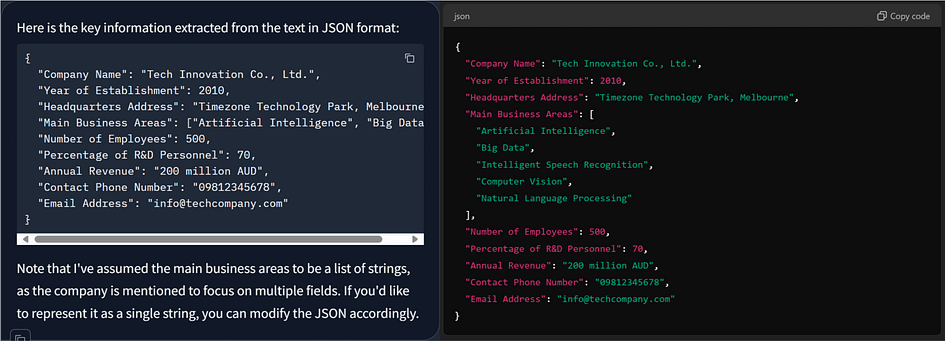 Here is the key information extracted from the text in JSON format:
{
"Company Name": "Tech Innovation Co., Ltd.",
"Year of Establishment": 2010,
"Headquarters Address": "Timezone Technology Park, Melbourne
"Main Business Areas": ["Artificial Intelligence", "Big Data
"Number of Employees": 500,
"Percentage of R&D Personnel": 70,
"Annual Revenue": "200 million AUD",
"Contact Phone Number": "09812345678",
"Email Address": "info@techcompany.com"
}
Note that I've assumed the main business areas to be a list of strings,
as the company is mentioned to focus on multiple fields. If you'd like
to represent it as a single string, you can modify the JSON accordingly.
json
Copy code
{
"Company Name": "Tech Innovation Co., Ltd.",
"Year of Establishment": 2010,
"Headquarters Address": "Timezone Technology Park, Melbourne",
"Main Business Areas": [
"Artificial Intelligence",
"Big Data",
"Intelligent Speech Recognition",
"Computer Vision",
"Natural Language Processing"
],
"Number of Employees": 500,
"Percentage of R&D Personnel": 70,
"Annual Revenue": "200 million AUD",
"Contact Phone Number": "09812345678",
"Email Address": "info@techcompany.com"
}